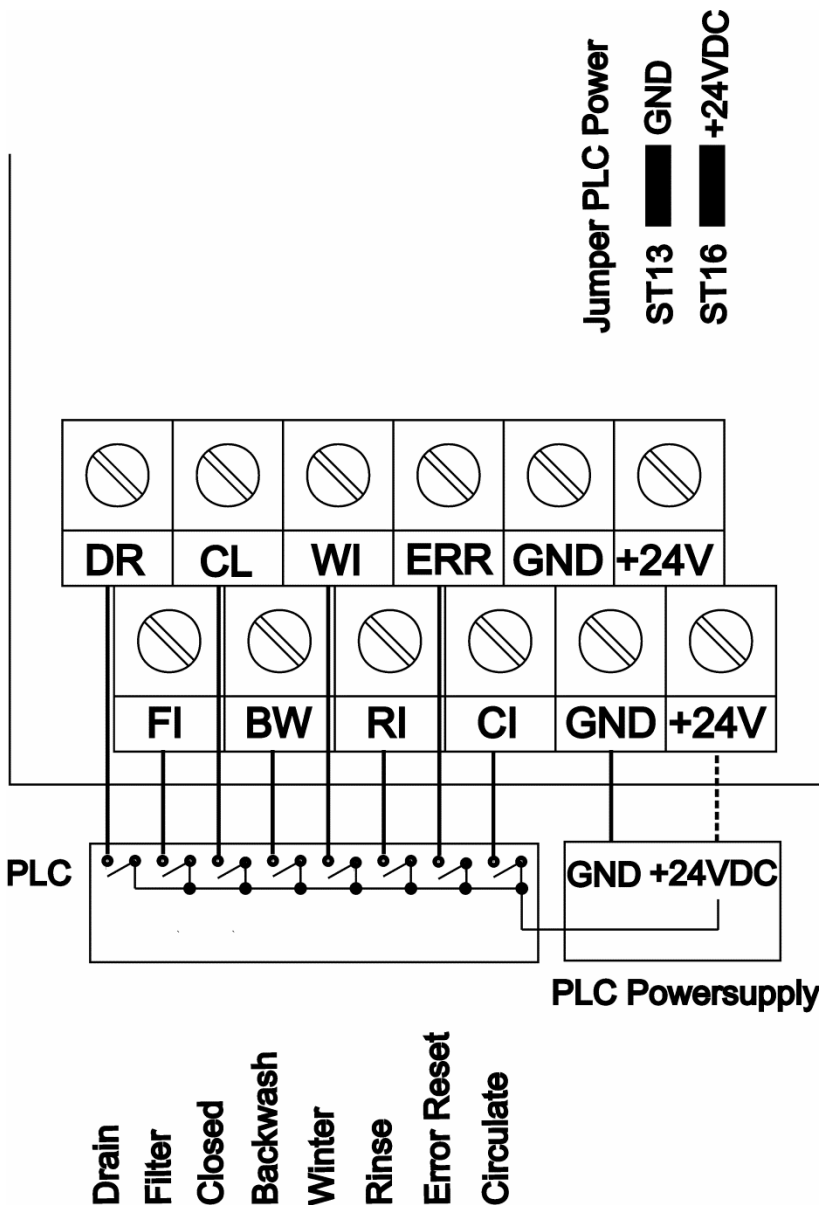 Jumper PLC Power
ST13 GND
ST16 +24VDC
DR CL WI ERR GND +24V
FI BW RI CI GND +24V
PLC
GND +24VDC
PLC Powersupply
Drain
Filter
Closed
Backwash
Winter
Rinse
Error Reset
Circulate